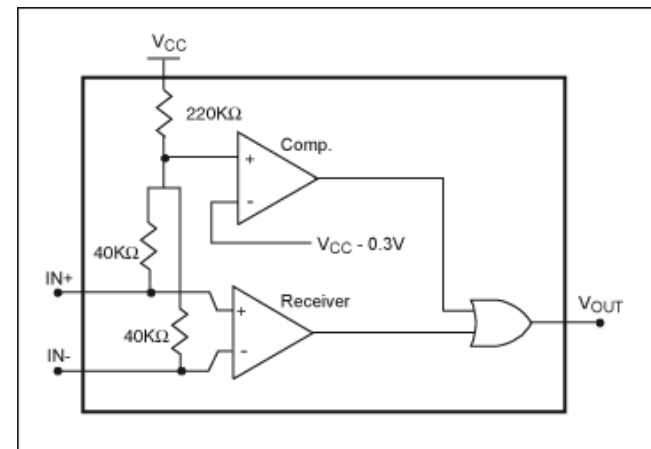 VCC
220KΩ
Comp.
+
-
VCC - 0.3V
40KΩ
IN+
Receiver
+
VOUT
40KΩ
-
IN-